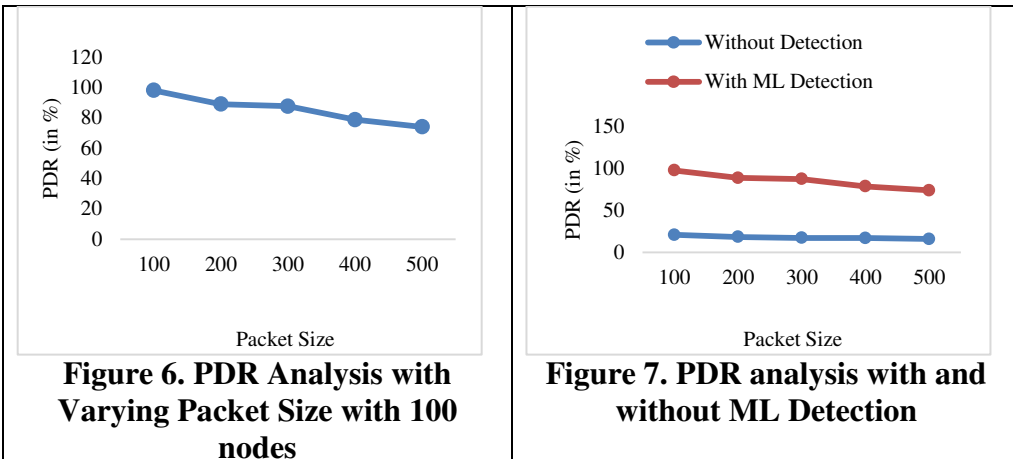 120
100
80
60
40
20
0
PDR (in %)
100 200 300 400 500
Packet Size
Figure 6. PDR Analysis with
Varying Packet Size with 100
nodes
Without Detection
With ML Detection
150
100
50
0
PDR (in %)
100 200 300 400 500
Packet Size
Figure 7. PDR analysis with and
without ML Detection